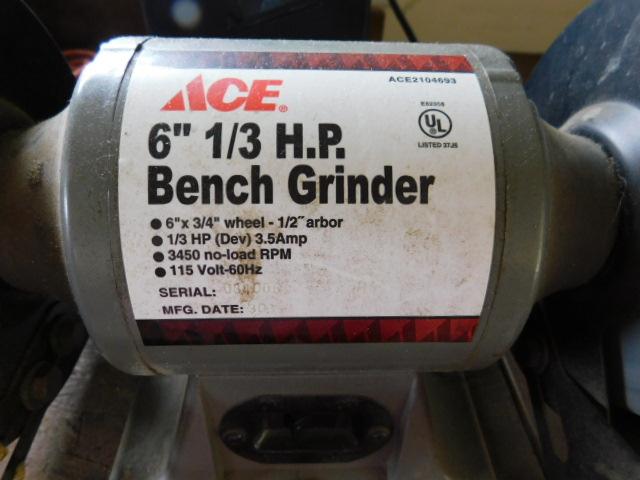 ACE®
ACE2104693
6" 1/3 H.P.
Bench Grinder
UL
LISTED 37J5
• 6"x 3/4" wheel - 1/2" arbor
• 1/3 HP (Dev) 3.5Amp
• 3450 no-load RPM
• 115 Volt-60Hz
SERIAL:
MFG. DATE: